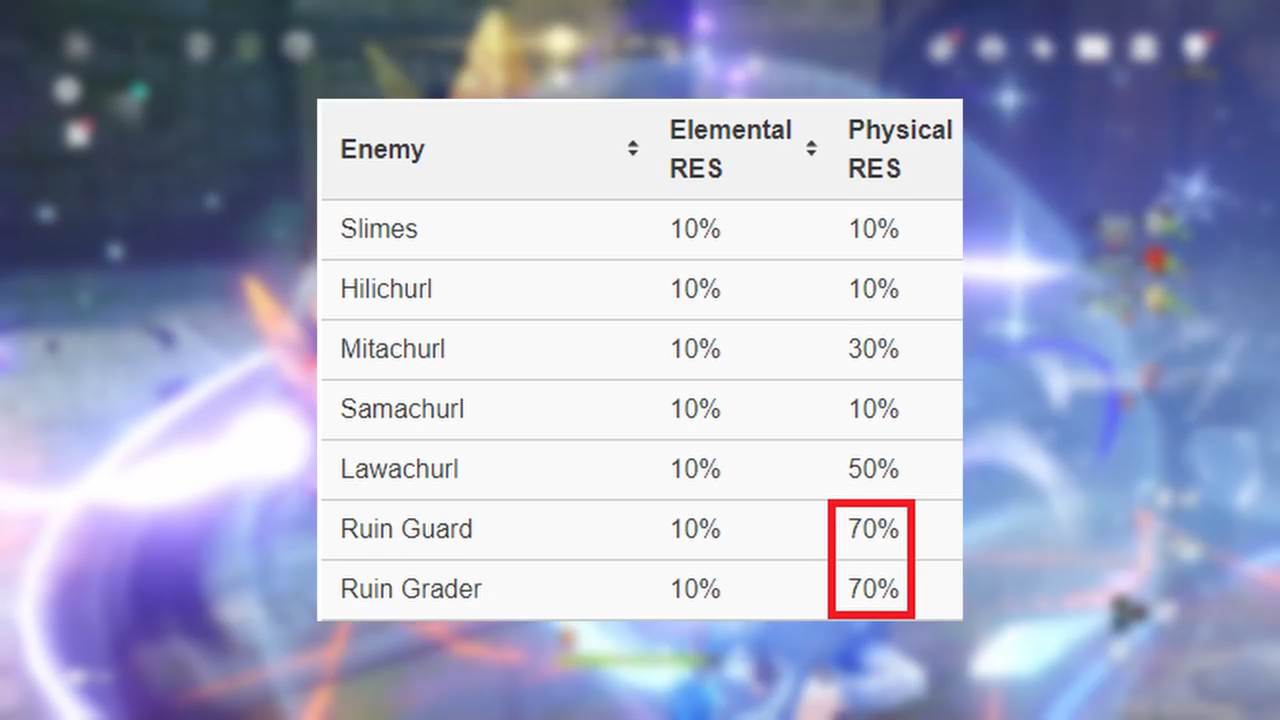 Enemy Elemental RES Physical RES
Slimes 10% 10%
Hilichurl 10% 10%
Mitachurl 10% 30%
Samachurl 10% 10%
Lawachurl 10% 50%
Ruin Guard 10% 70%
Ruin Grader 10% 70%